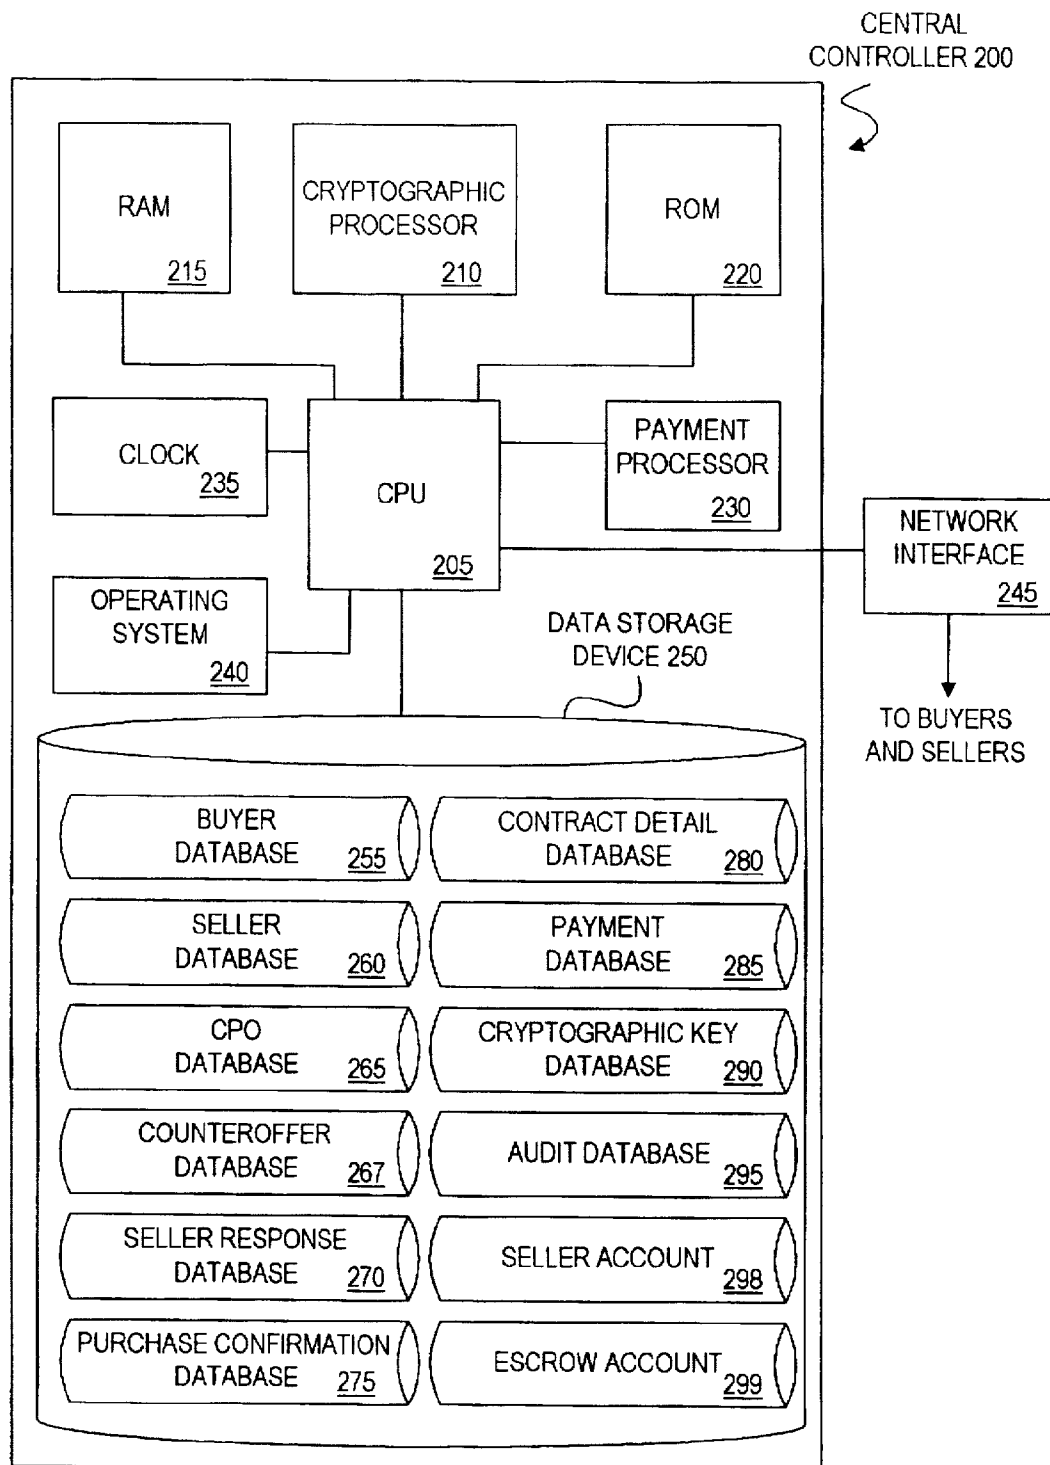 CENTRAL
CONTROLLER 200
RAM
215
CRYPTOGRAPHIC
PROCESSOR
210
ROM
220
CLOCK
235
CPU
205
PAYMENT
PROCESSOR
230
NETWORK
INTERFACE
245
OPERATING
SYSTEM
240
DATA STORAGE
DEVICE 250
TO BUYERS
AND SELLERS
BUYER
DATABASE 255
CONTRACT DETAIL
DATABASE 280
SELLER
DATABASE 260
PAYMENT
DATABASE 285
CPO
DATABASE 265
CRYPTOGRAPHIC KEY
DATABASE 290
COUNTEROFFER
DATABASE 267
AUDIT DATABASE 295
SELLER RESPONSE
DATABASE 270
SELLER ACCOUNT 298
PURCHASE CONFIRMATION
DATABASE 275
ESCROW ACCOUNT 299